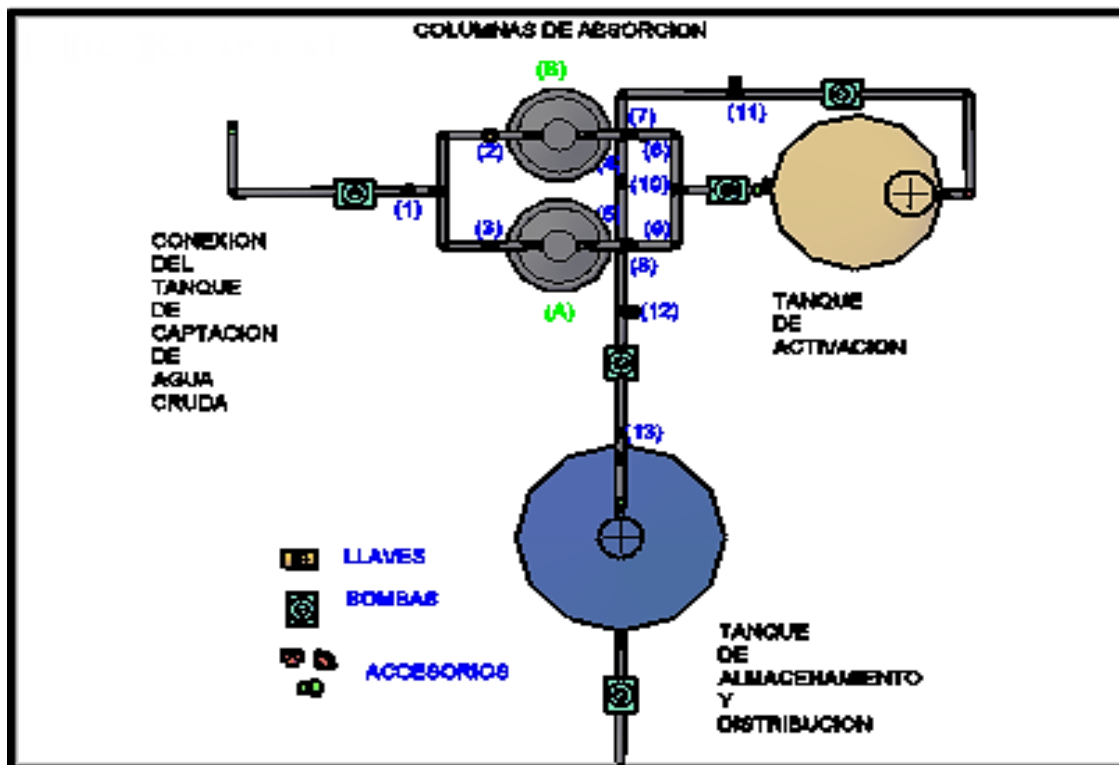 COLUMNAS DE ABSORCION
(B)
(7)
(11)
(2)
(4)
(6)
(10)
(1)
(3)
(5)
(9)
(8)
(A)
(12)
CONEXION
DEL
TANQUE
DE
CAPTACION
DE
AGUA
CRUDA
TANQUE
DE
ACTIVACION
(13)
LLAVES
BOMBAS
ACCESORIOS
TANQUE
DE
ALMACENAMIENTO
Y
DISTRIBUCION